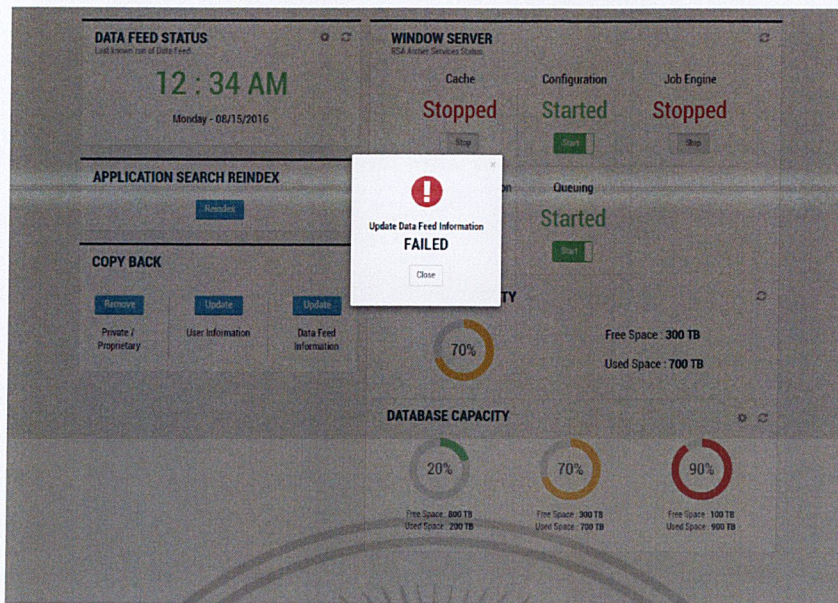 DATA FEED STATUS
Last known run of Data Feed.
12 : 34 AM
Monday - 08/15/2016
APPLICATION SEARCH REINDEX
Reindex
COPY BACK
Remove
Private /
Proprietary
Update
User Information
Update
Data Feed
Information
WINDOW SERVER
RSA Archer Services Status
Cache
Stopped
Stop
Configuration
Started
Start
Job Engine
Stopped
Stop
on
Queuing
Started
Start
×
!
Update Data Feed Information
FAILED
Close
TY
70%
Free Space : 300 TB
Used Space : 700 TB
DATABASE CAPACITY
20%
Free Space : 800 TB
Used Space : 200 TB
70%
Free Space : 300 TB
Used Space : 700 TB
90%
Free Space : 100 TB
Used Space : 900 TB